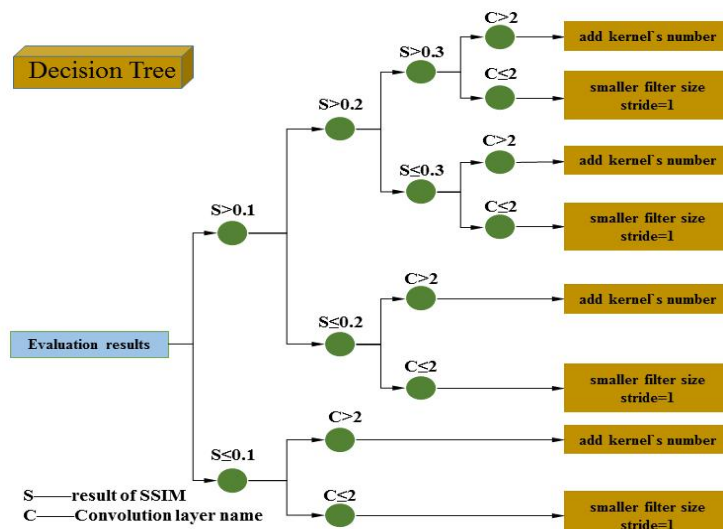 Decision Tree
C>2
add kernel`s number
S>0.3
C≤2
smaller filter size
stride=1
S>0.2
C>2
add kernel`s number
S≤0.3
C≤2
smaller filter size
stride=1
S>0.1
C>2
add kernel`s number
S≤0.2
C≤2
smaller filter size
stride=1
Evaluation results
C>2
add kernel`s number
S≤0.1
C≤2
smaller filter size
stride=1
S——result of SSIM
C——Convolution layer name